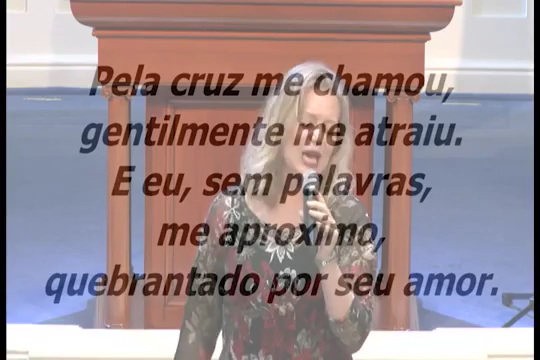 Pela cruz me chamou,
gentilmente me atraiu.
E eu, sem palavras,
me aproximo,
quebrantado por seu amor.